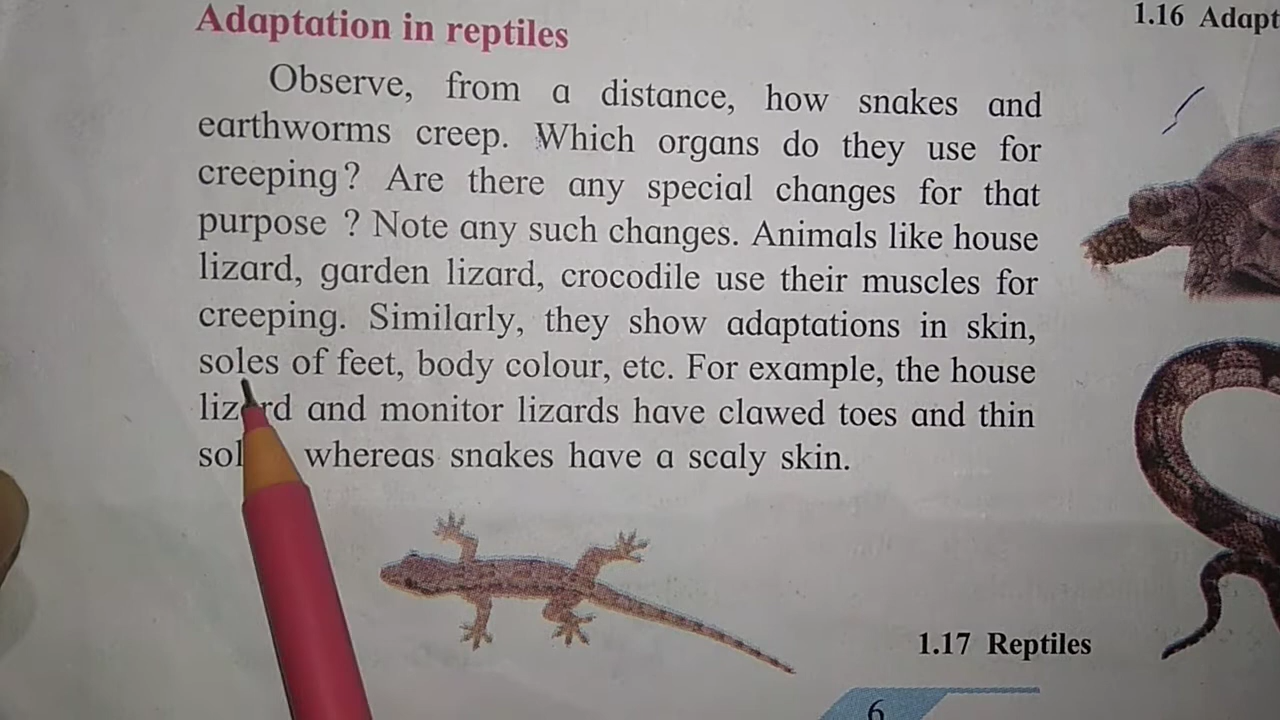 Adaptation in reptiles
1.16 Adapt
Observe, from a distance, how snakes and
earthworms creep. Which organs do they use for
creeping? Are there any special changes for that
purpose ? Note any such changes. Animals like house
lizard, garden lizard, crocodile use their muscles for
creeping. Similarly, they show adaptations in skin,
soles of feet, body colour, etc. For example, the house
lizard and monitor lizards have clawed toes and thin
whereas snakes have a scaly skin.
1.17 Reptiles
6